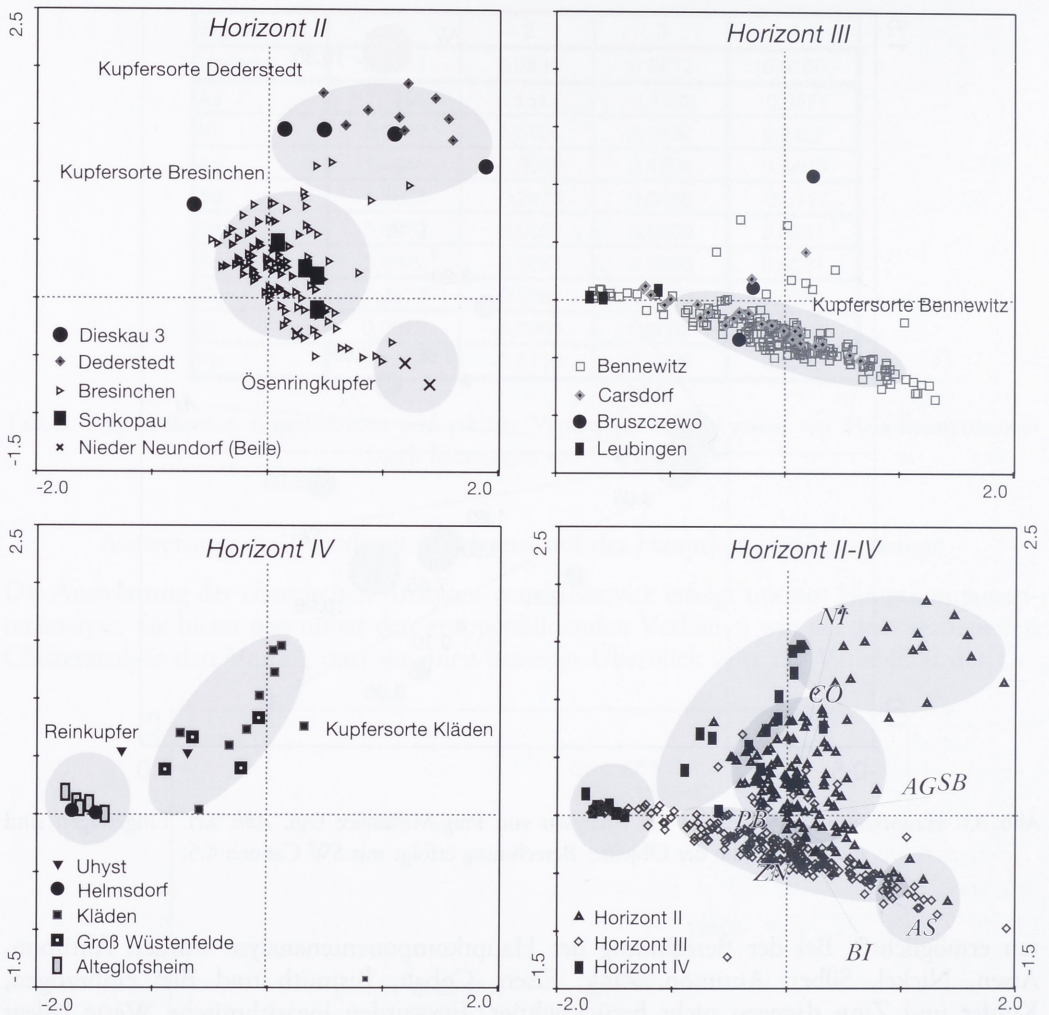 2.5
Horizont II
Kupfersorte Dederstedt
Kupfersorte Bresinchen
Dieskau 3
Dederstedt
Bresinchen
Schkopau
Nieder Neundorf (Beile)
Ösenringkupfer
-1.5
-2.0
2.0
Horizont III
Kupfersorte Bennewitz
Bennewitz
Carsdorf
Bruszczewo
Leubingen
2.0
2.5
Horizont IV
Reinkupfer
Kupfersorte Kläden
Uhyst
Helmsdorf
Kläden
Groß Wüstenfelde
Alteglofsheim
-1.5
-2.0
2.0
2.5
Horizont II-IV
2.5
CO
AG
SB
PB
ZN
AS
BI
Horizont II
Horizont III
Horizont IV
-1.5
-1.5
-2.0
2.0